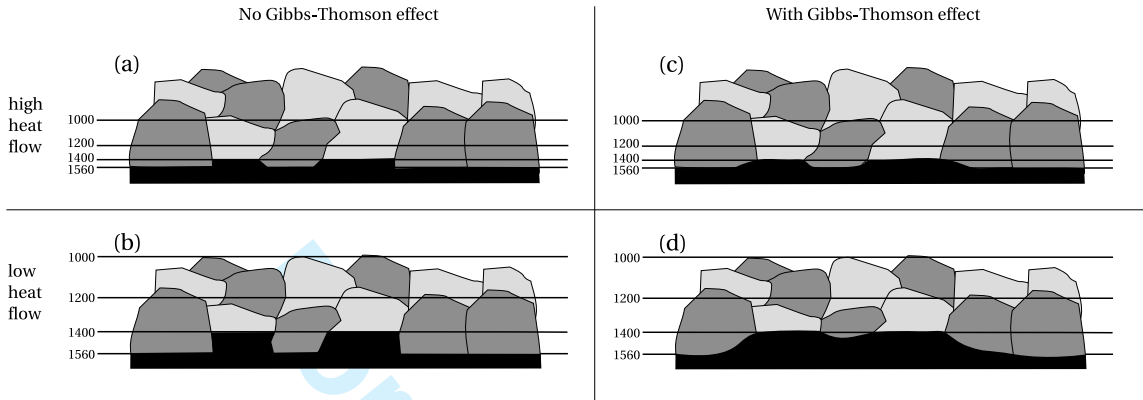 No Gibbs-Thomson effect
With Gibbs-Thomson effect
(a)
(c)
high
heat
flow
1000
1200
1400
1560
1000
1200
1400
1560
(b)
(d)
low
heat
flow
1000
1200
1400
1560
1000
1200
1400
1560